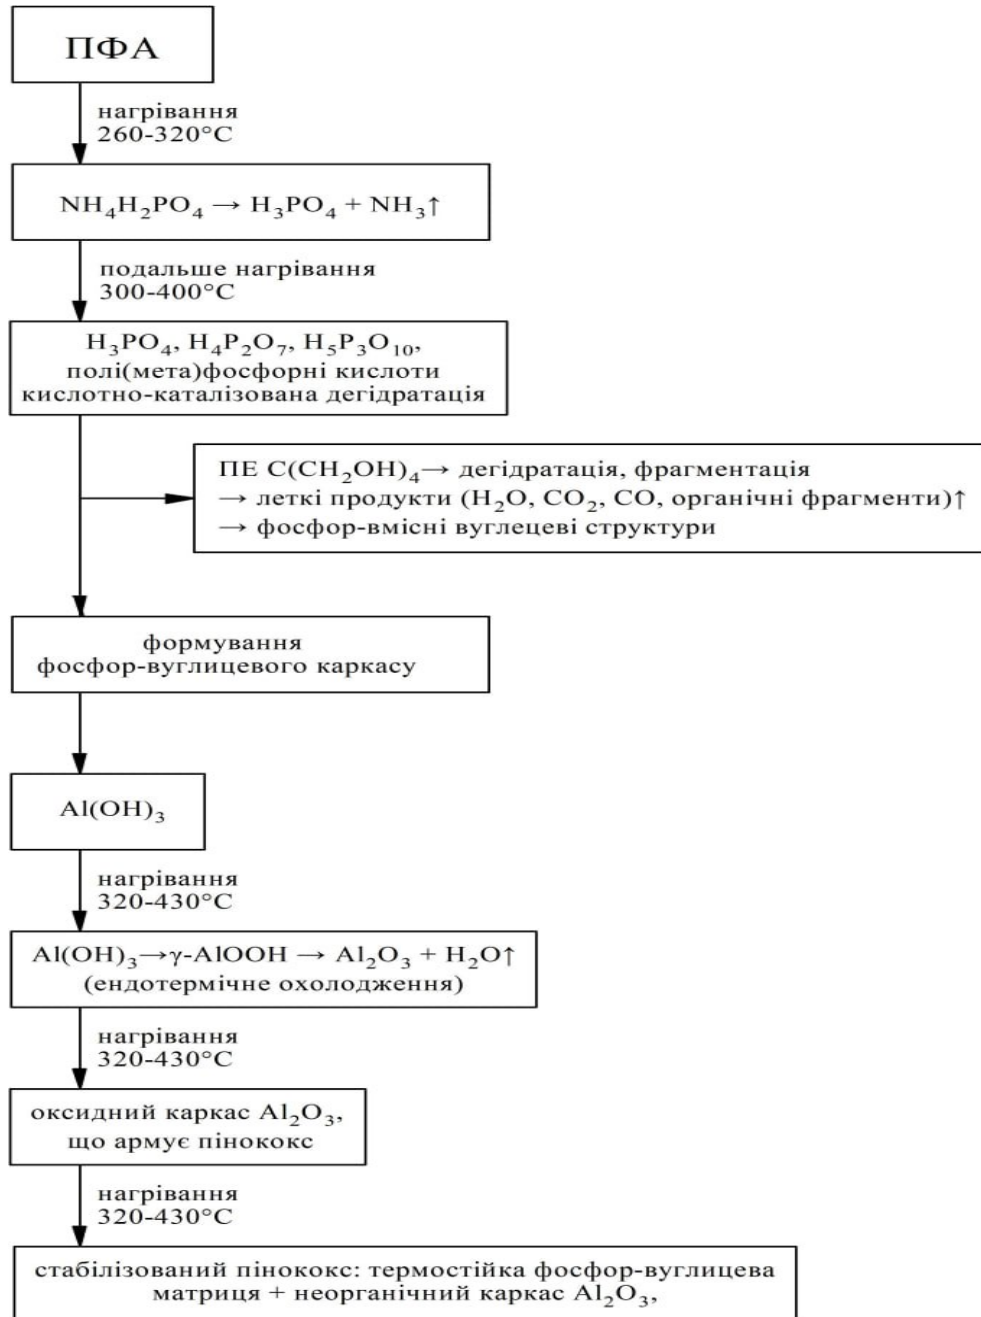 ПФА
нагрівання
260-320°C
NH₄H₂PO₄ → H₃PO₄ + NH₃↑
подальше нагрівання
300-400°C
H₃PO₄, H₄P₂O₇, H₅P₃O₁₀,
полі(мета)фосфорні кислоти
кислотно-каталізована дегідратація
ПЕ C(CH₂OH)₄→ дегідратація, фрагментація
→ леткі продукти (H₂O, CO₂, CO, органічні фрагменти)↑
→ фосфор-вмісні вуглецеві структури
формування
фосфор-вуглицевого каркасу
Al(OH)₃
нагрівання
320-430°C
Al(OH)₃→γ-AlOOH → Al₂O₃ + H₂O↑
(ендотермічне охолодження)
нагрівання
320-430°C
оксидний каркас Al₂O₃,
що армує пінококс
нагрівання
320-430°C
стабілізований пінококс: термостійка фосфор-вуглицева
матриця + неорганічний каркас Al₂O₃,